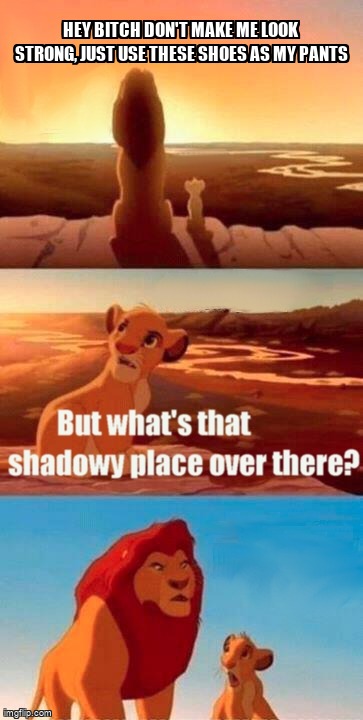 HEY BITCH DON'T MAKE ME LOOK
STRONG, JUST USE THESE SHOES AS MY PANTS
But what's that
shadowy place over there?
imgflip.com